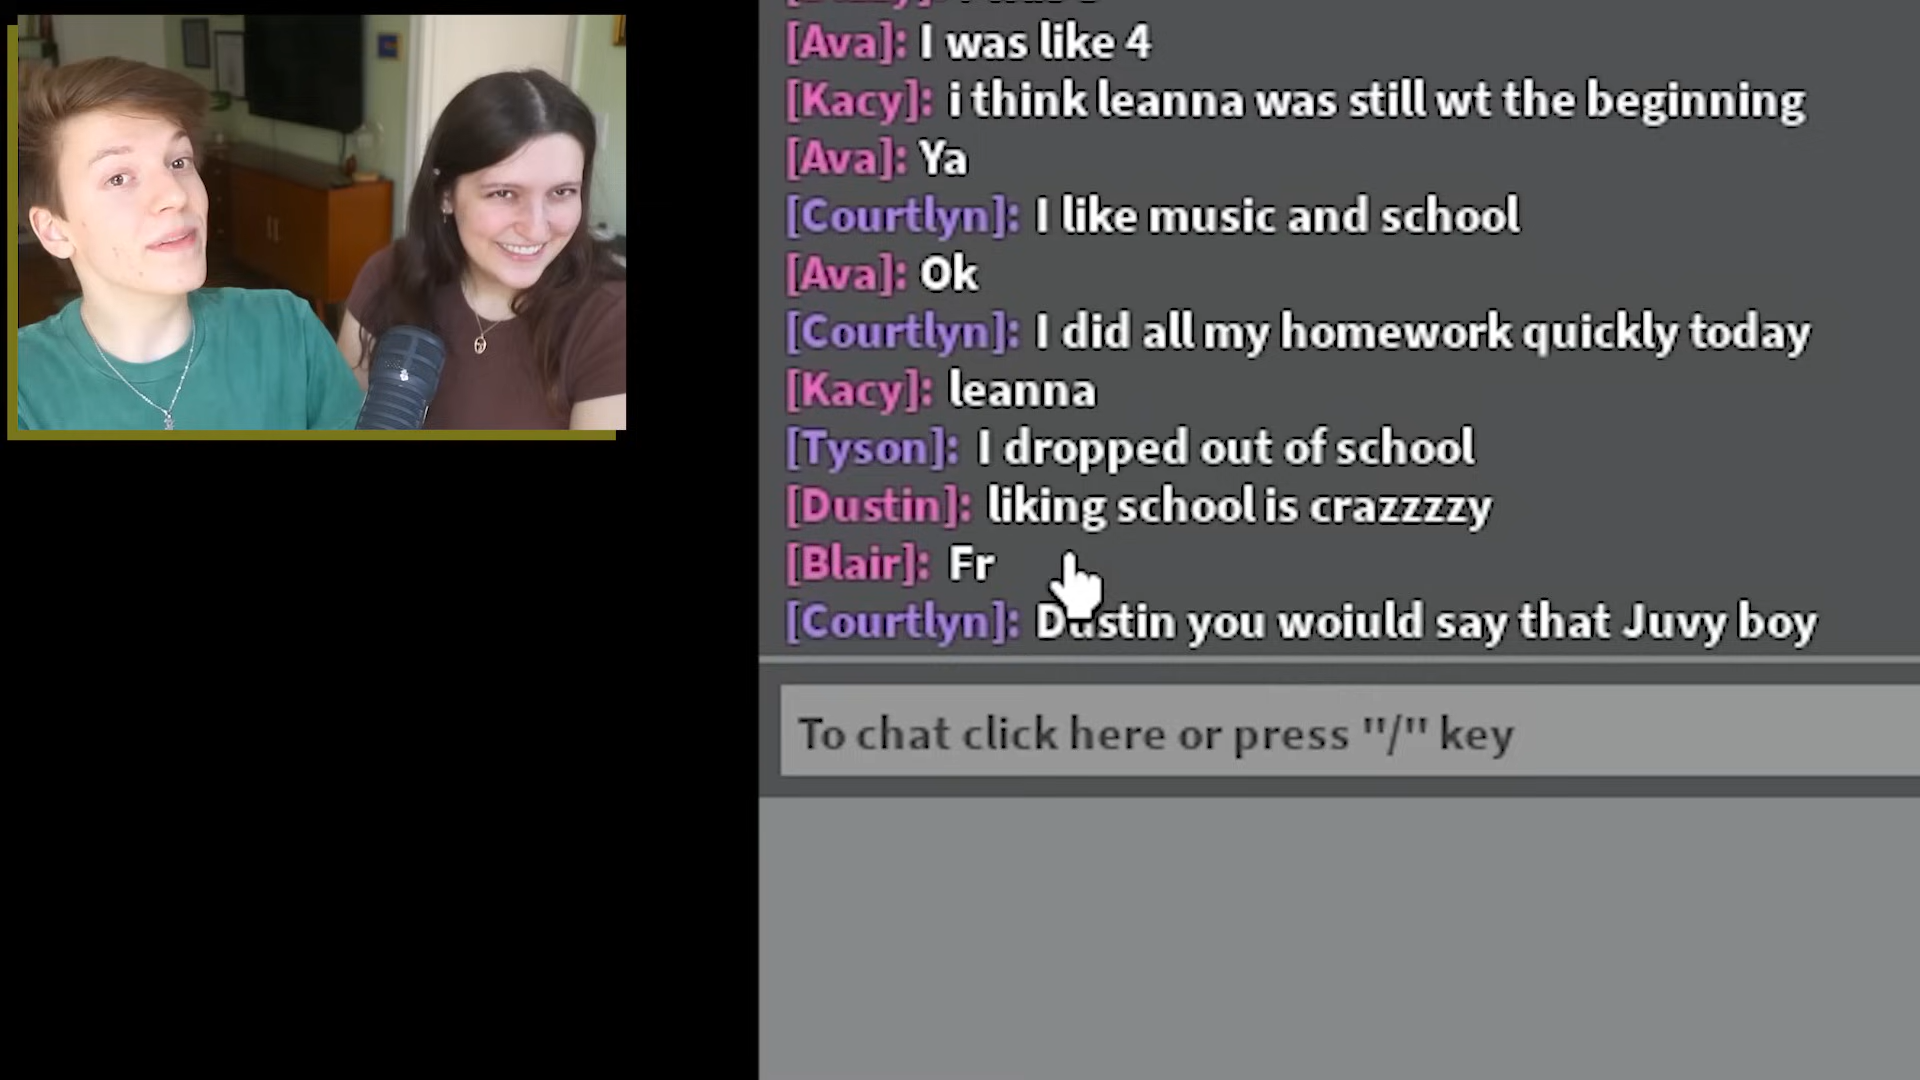 [Ava]: I was like 4
[Kacy]: i think leanna was still wt the beginning
[Ava]: Ya
[Courtlyn]: I like music and school
[Ava]: Ok
[Courtlyn]: I did all my homework quickly today
[Kacy]: leanna
[Tyson]: I dropped out of school
[Dustin]: liking school is crazzzzy
[Blair]: Fr
[Courtlyn]: Dustin you woiuld say that Juvy boy
To chat click here or press "/" key